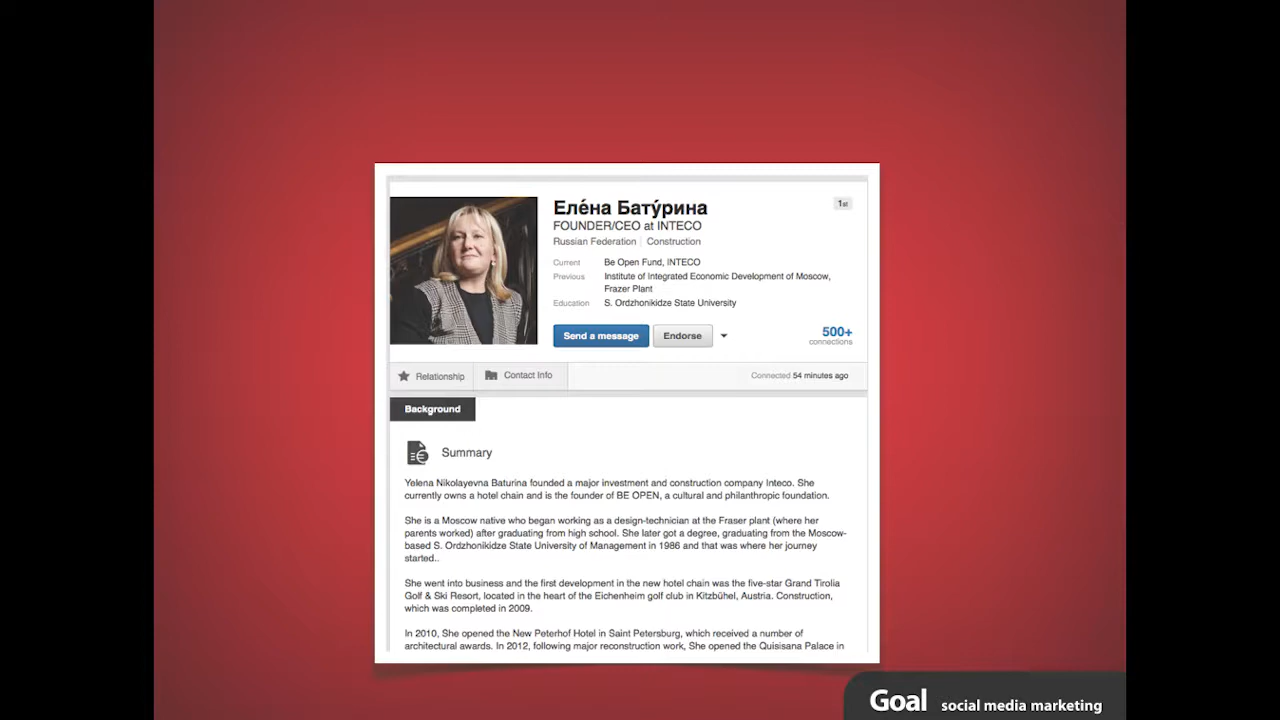 Еле́на Бату́рина
1st
FOUNDER/CEO at INTECO
Russian Federation | Construction
Current Be Open Fund, INTECO
Previous Institute of Integrated Economic Development of Moscow,
Frazer Plant
Education S. Ordzhonikidze State University
Send a message Endorse 500+
connections
Relationship Contact Info Connected 54 minutes ago
Background
Summary
Yelena Nikolayevna Baturina founded a major investment and construction company Inteco. She
currently owns a hotel chain and is the founder of BE OPEN, a cultural and philanthropic foundation.
She is a Moscow native who began working as a design-technician at the Fraser plant (where her
parents worked) after graduating from high school. She later got a degree, graduating from the Moscow-
based S. Ordzhonikidze State University of Management in 1986 and that was where her journey
started..
She went into business and the first development in the new hotel chain was the five-star Grand Tirolia
Golf & Ski Resort, located in the heart of the Eichenheim golf club in Kitzbühel, Austria. Construction,
which was completed in 2009.
In 2010, She opened the New Peterhof Hotel in Saint Petersburg, which received a number of
architectural awards. In 2012, following major reconstruction work, She opened the Quisisana Palace in
Goal social media marketing